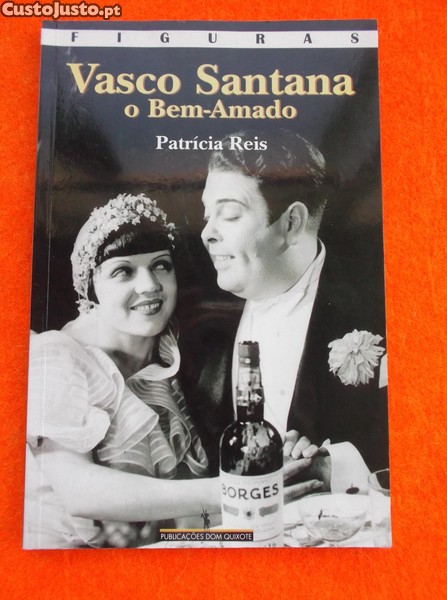 CustoJusto.pt
FIGURAS
Vasco Santana
o Bem-Amado
Patrícia Reis
BORGES
PUBLICAÇÕES DOM QUIXOTE